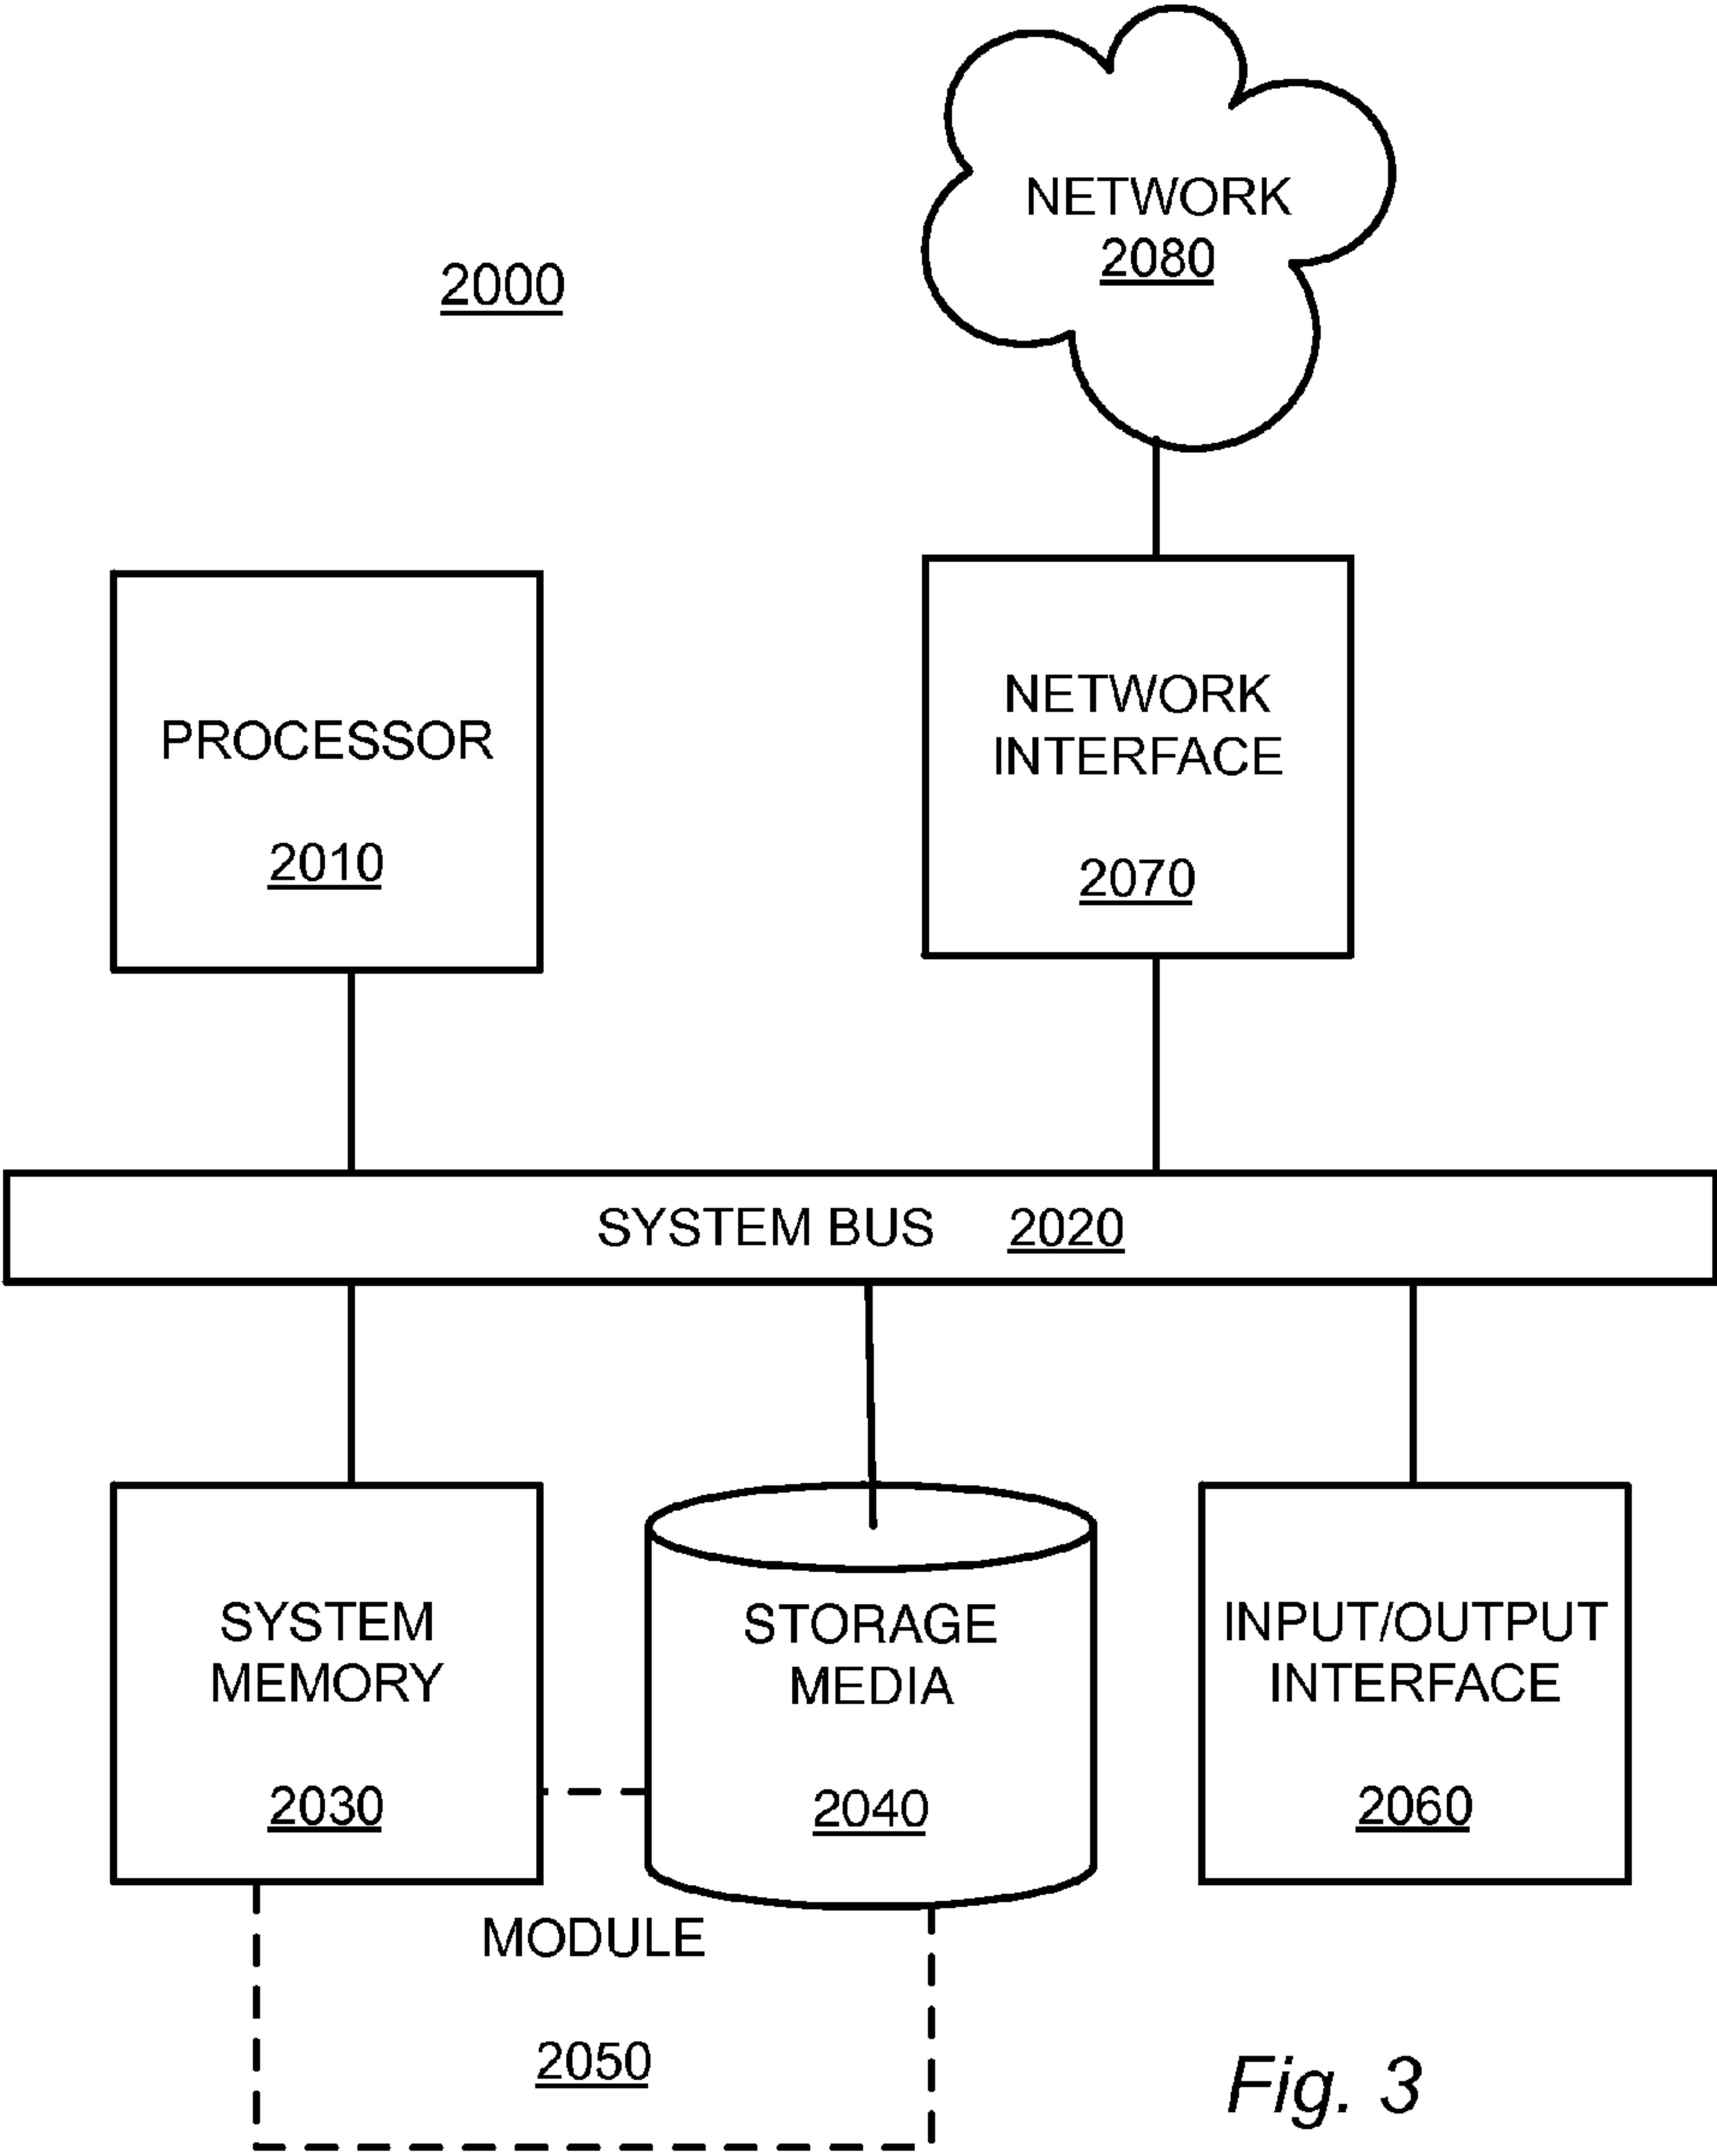 NETWORK
2080
2000
PROCESSOR
2010
NETWORK
INTERFACE
2070
SYSTEM BUS 2020
SYSTEM
MEMORY
2030
STORAGE
MEDIA
2040
INPUT/OUTPUT
INTERFACE
2060
MODULE
2050
Fig. 3